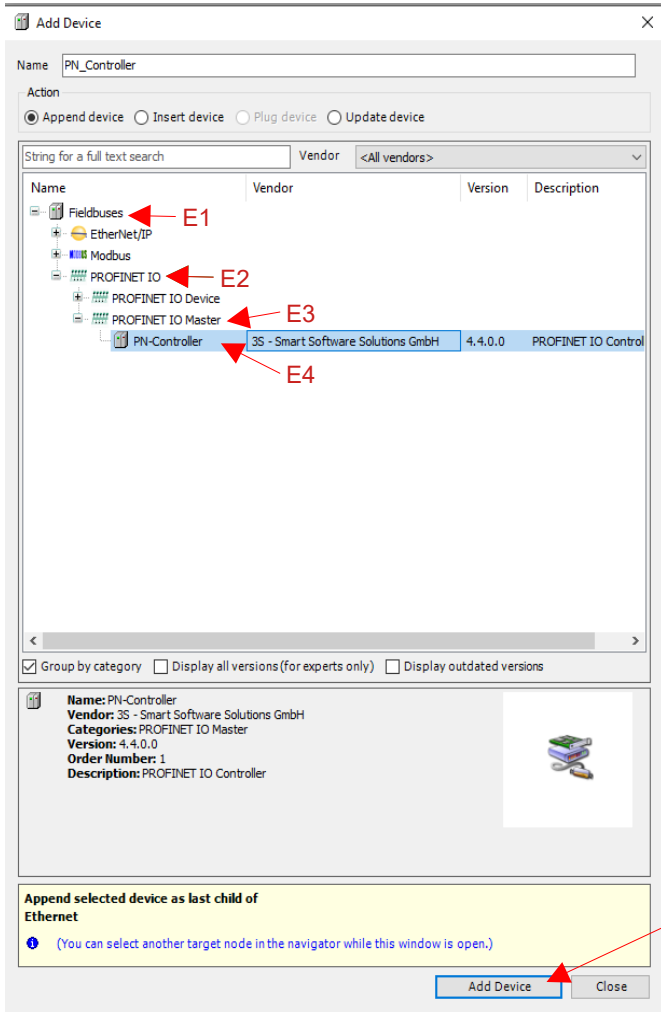 Add Device
Name PN_Controller
Action
Append device Insert device Plug device Update device
String for a full text search Vendor <All vendors>
Name Vendor Version Description
Fieldbuses E1
EtherNet/IP
Modbus
PROFINET IO E2
PROFINET IO Device
PROFINET IO Master E3
PN-Controller 3S - Smart Software Solutions GmbH 4.4.0.0 PROFINET IO Control
E4
Group by category Display all versions (for experts only) Display outdated versions
Name: PN-Controller
Vendor: 3S - Smart Software Solutions GmbH
Categories: PROFINET IO Master
Version: 4.4.0.0
Order Number: 1
Description: PROFINET IO Controller
Append selected device as last child of
Ethernet
(You can select another target node in the navigator while this window is open.)
Add Device Close